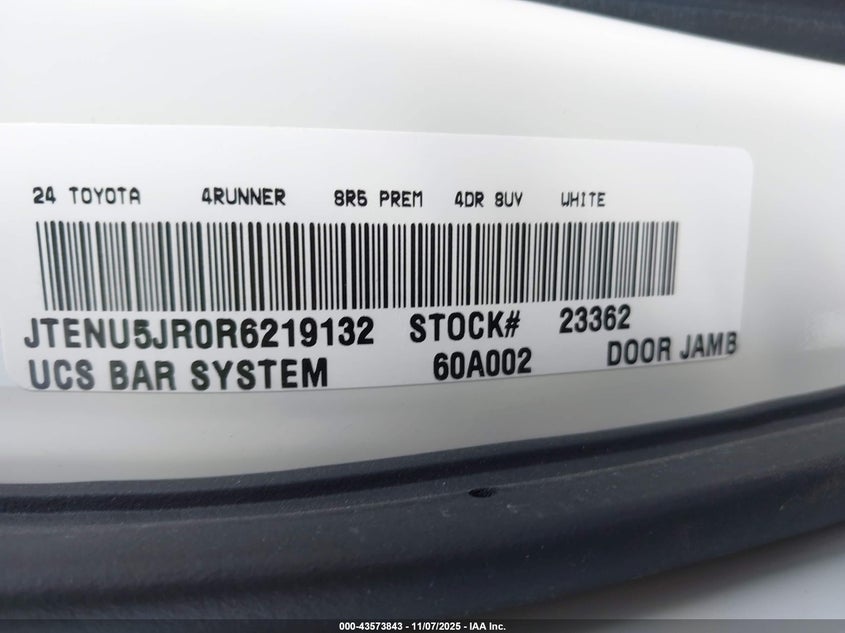 24 TOYOTA 4RUNNER SR5 PREM 4DR SUV WHITE
JTENU5JR0R6219132 STOCK# 23362
UCS BAR SYSTEM 60A002 DOOR JAMB
000-43573843 - 11/07/2025 - IAA Inc.